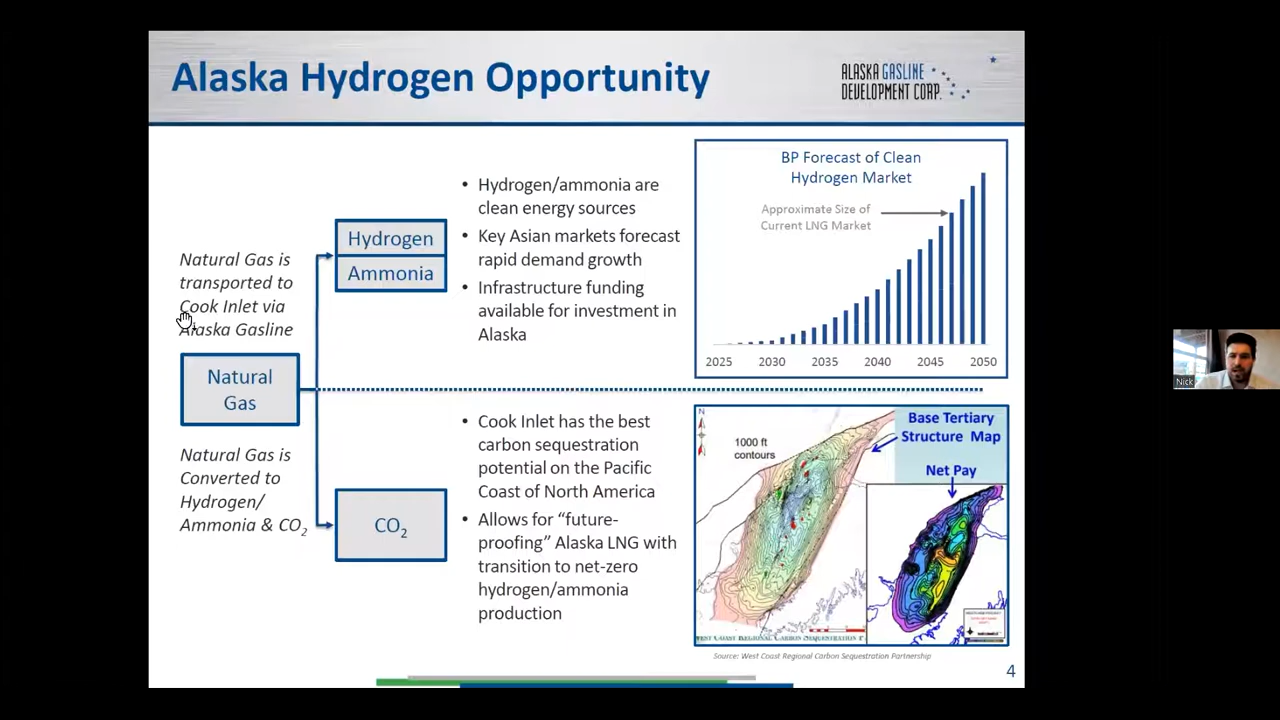 Alaska Hydrogen Opportunity
ALASKA GASLINE
DEVELOPMENT CORP.
Natural Gas is
transported to
Cook Inlet via
Alaska Gasline
Natural
Gas
Natural Gas is
Converted to
Hydrogen/
Ammonia & CO2
Hydrogen
Ammonia
• Hydrogen/ammonia are
clean energy sources
• Key Asian markets forecast
rapid demand growth
• Infrastructure funding
available for investment in
Alaska
CO2
• Cook Inlet has the best
carbon sequestration
potential on the Pacific
Coast of North America
• Allows for “future-
proofing” Alaska LNG with
transition to net-zero
hydrogen/ammonia
production
BP Forecast of Clean
Hydrogen Market
Approximate Size of
Current LNG Market
2025 2030 2035 2040 2045 2050
N
1000 ft
contours
Base Tertiary
Structure Map
Net Pay
WEST COAST REGIONAL CARBON SEQUESTRATION P
Source: West Coast Regional Carbon Sequestration Partnership
4
Nick